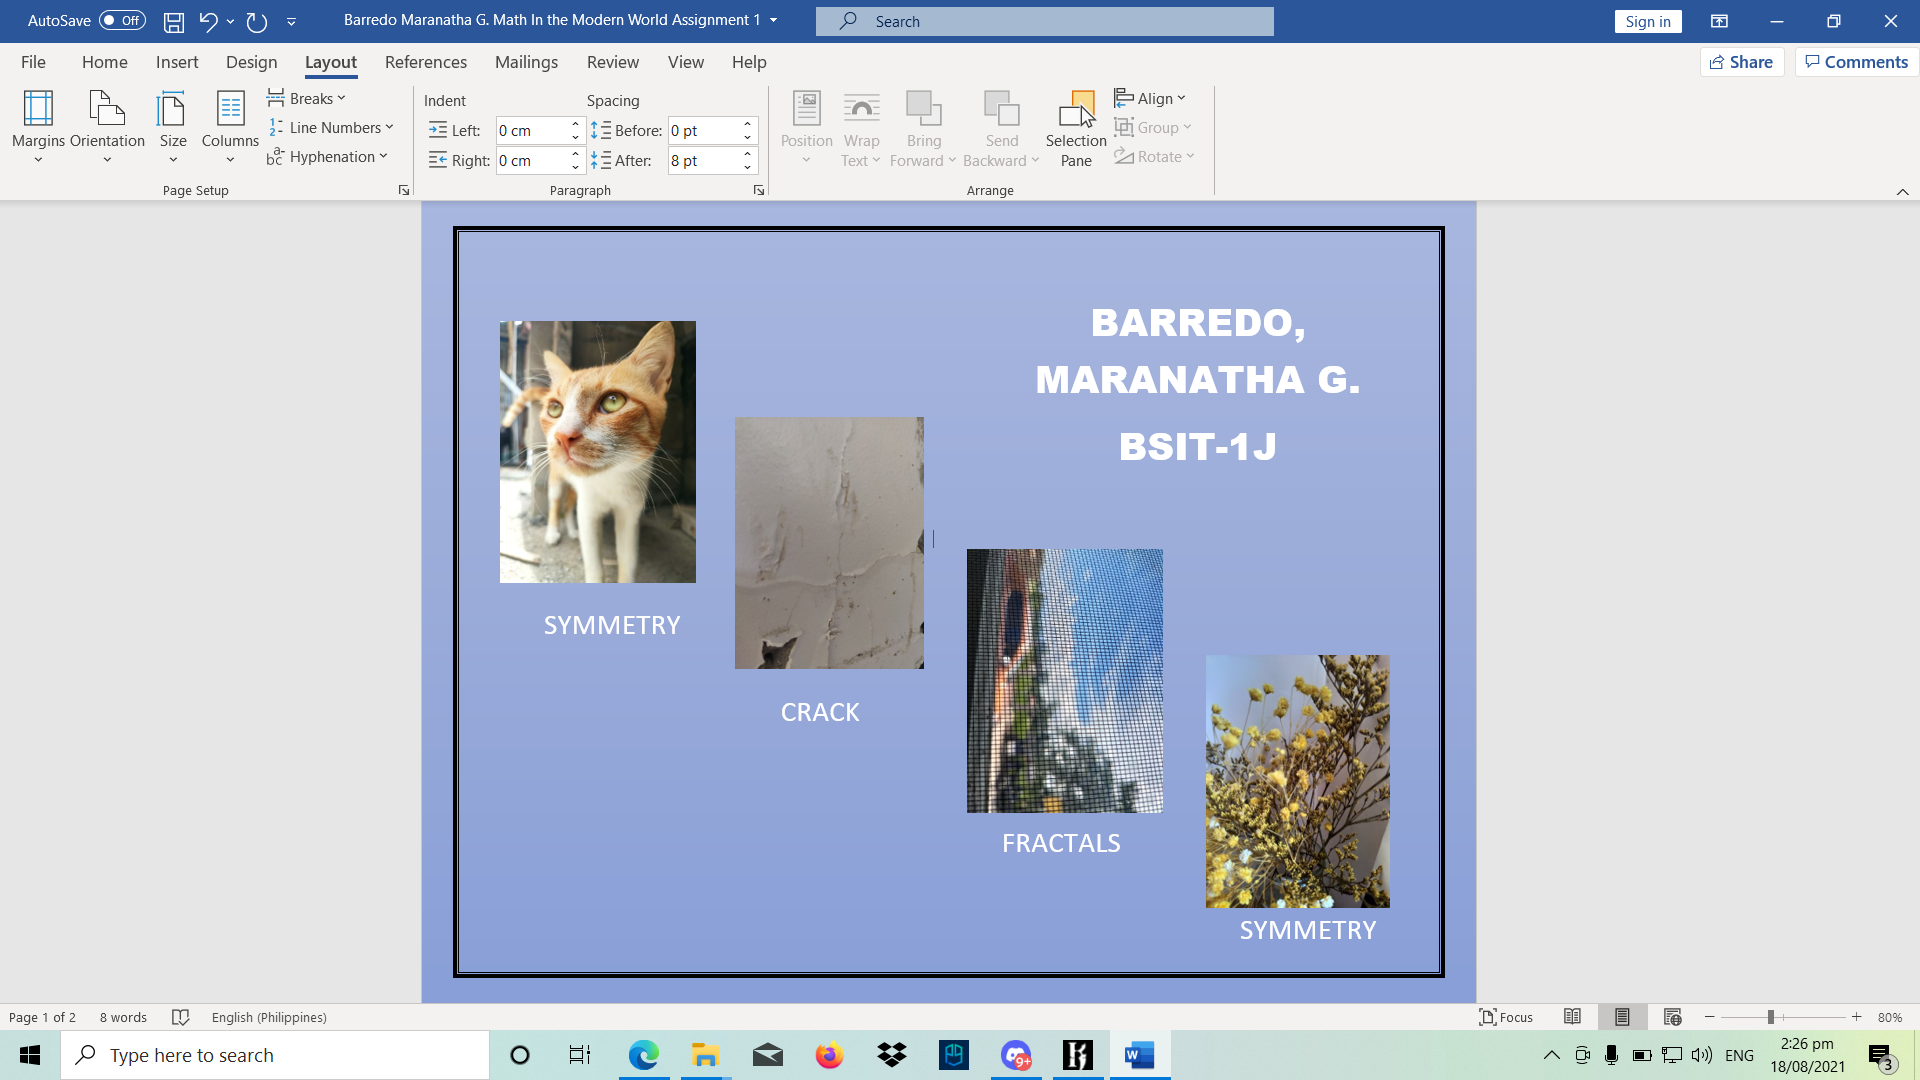 AutoSave Off
Barredo Maranatha G. Math In the Modern World Assignment 1
Search
Sign in
File Home Insert Design Layout References Mailings Review View Help
Share Comments
Margins
Orientation
Size
Columns
Breaks
Line Numbers
Hyphenation
Page Setup
Indent
Left: 0 cm
Right: 0 cm
Spacing
Before: 0 pt
After: 8 pt
Paragraph
Position
Wrap
Text
Bring
Forward
Send
Backward
Selection
Pane
Align
Group
Rotate
Arrange
BARREDO,
MARANATHA G.
BSIT-1J
SYMMETRY
CRACK
FRACTALS
SYMMETRY
Page 1 of 2 8 words English (Philippines)
Focus 80%
Type here to search
9+
ENG
2:26 pm
18/08/2021
3